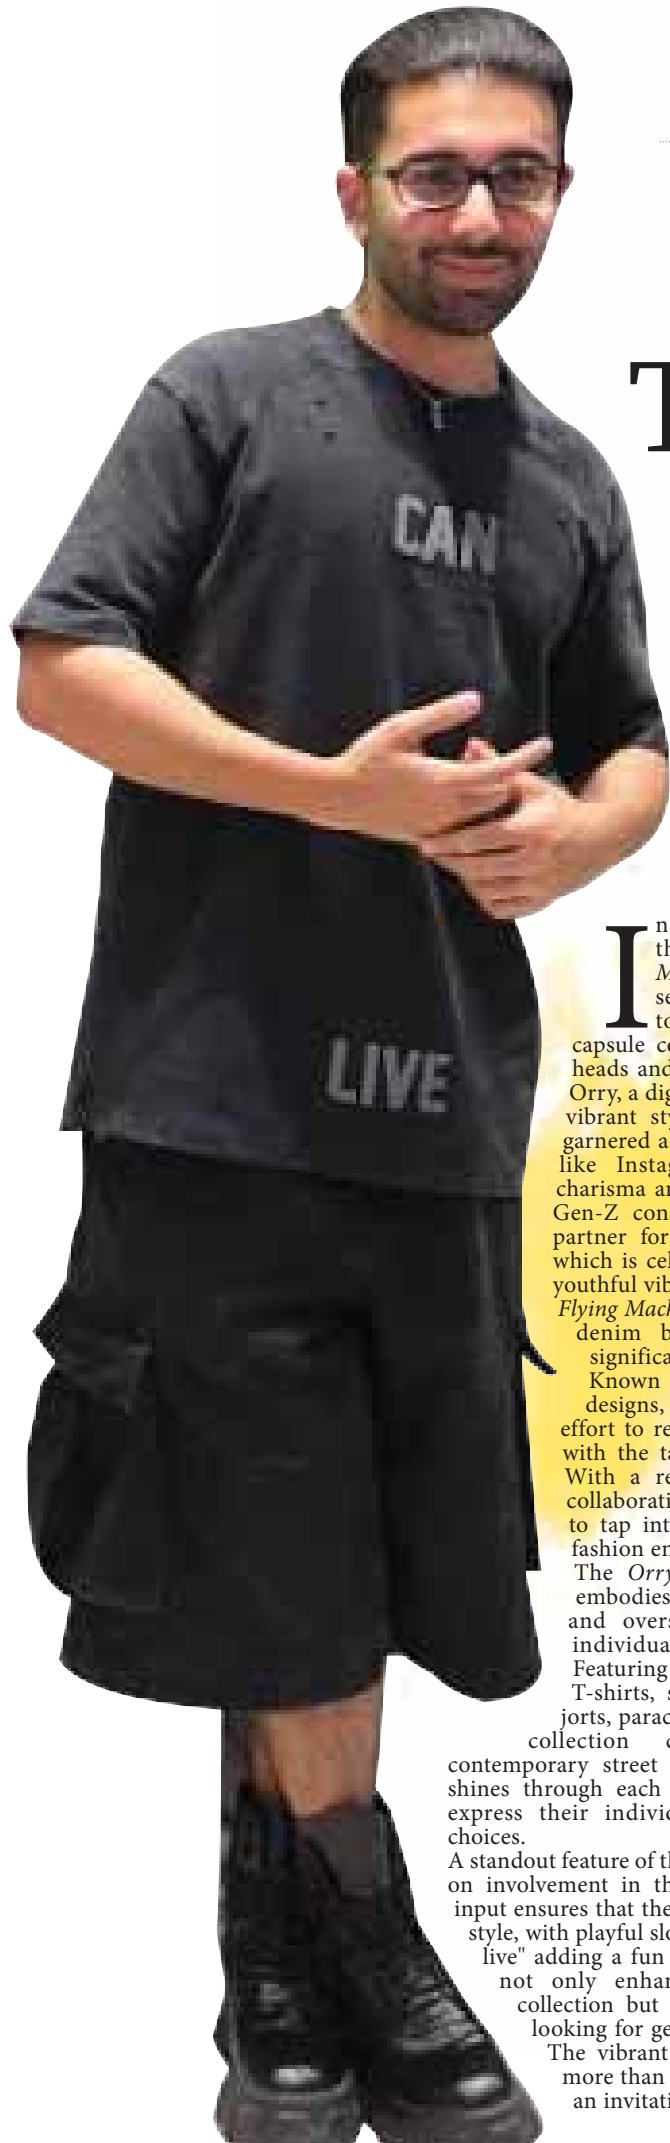 T
CAN
LIVE
In
th
M
se
to
capsule co
heads and
Orry, a dig
vibrant sty
garnered a
like Instag
charisma an
Gen-Z con
partner for
which is cel
youthful vib
Flying Mach
denim b
significa
Known
designs,
effort to re
with the ta
With a re
collaborati
to tap int
fashion en
The Orry
embodies
and overs
individua
Featuring
T-shirts, s
jorts, parac
collection c
contemporary street
shines through each
express their individ
choices.
A standout feature of th
on involvement in th
input ensures that the
style, with playful slo
live" adding a fun
not only enhan
collection but
looking for ge
The vibrant
more than
an invitati